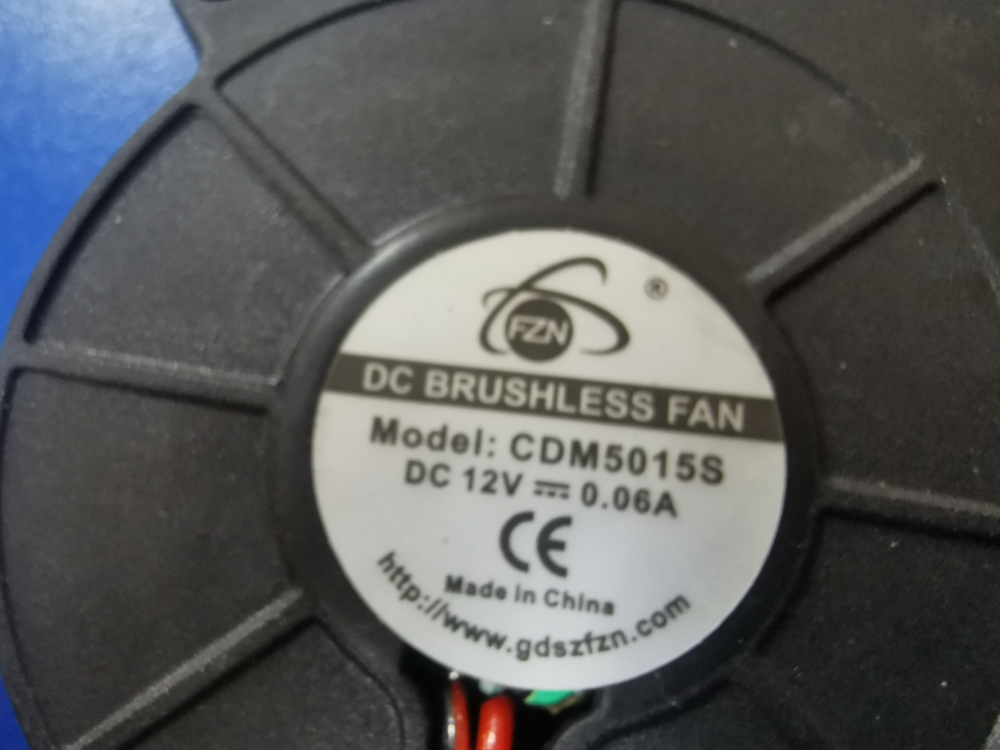 ®
FZN
DC BRUSHLESS FAN
Model: CDM5015S
DC 12V ⎓ 0.06A
CE
Made in China
http://www.gdszfzn.com